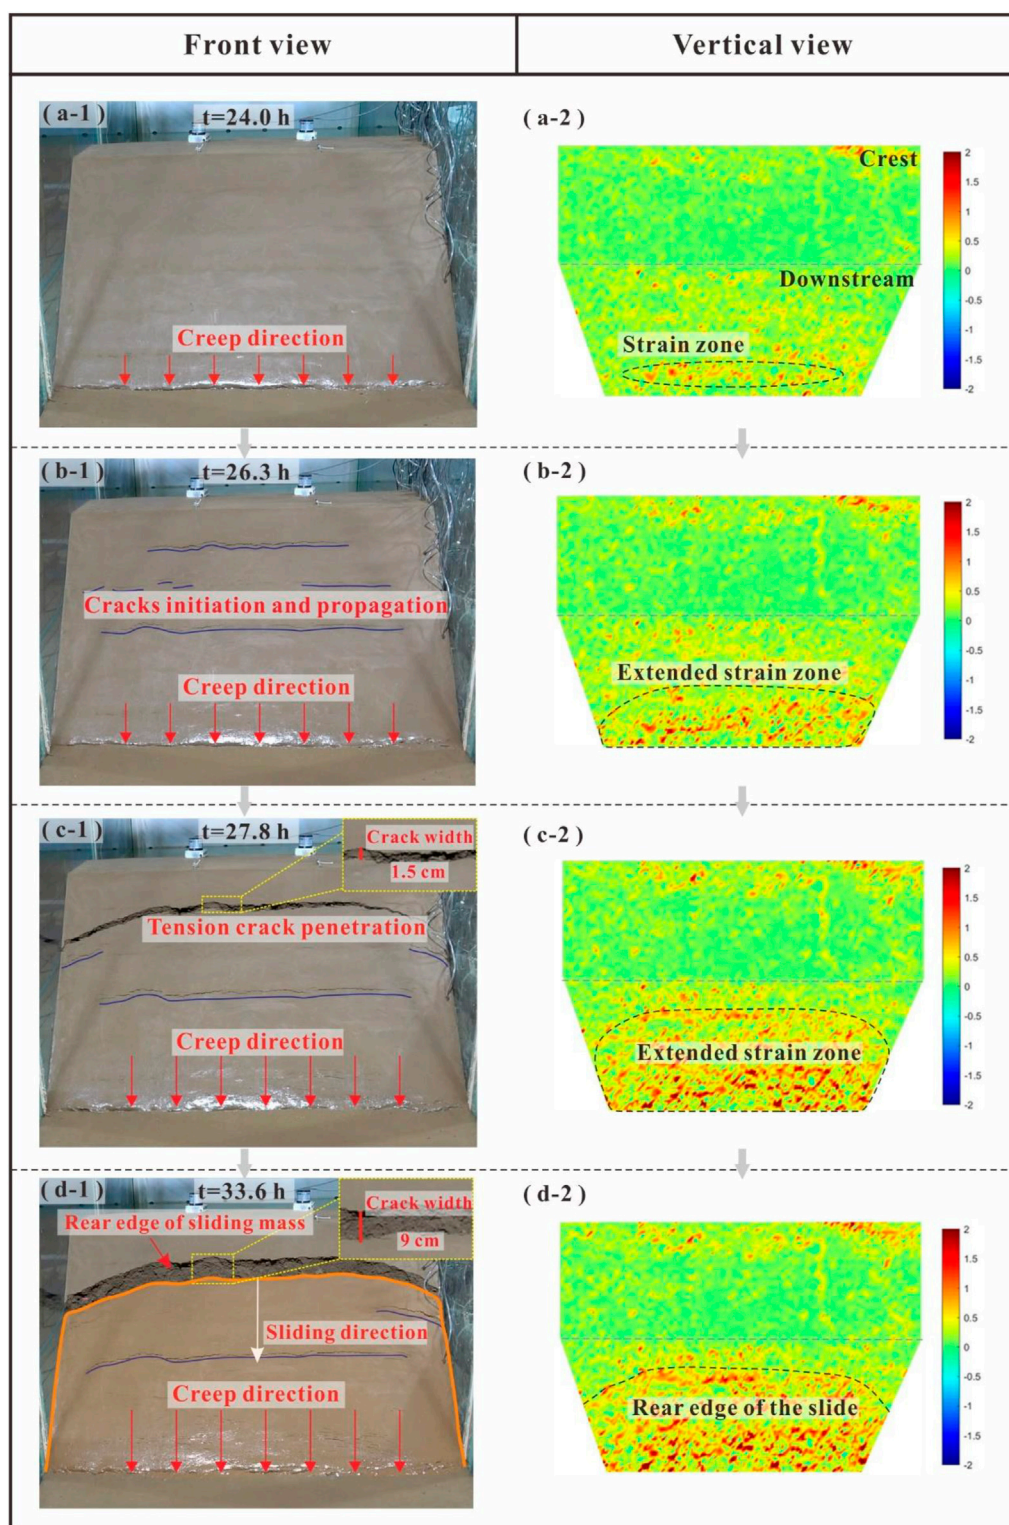 Front view
Vertical view
(a-1)
t=24.0 h
Creep direction
(a-2)
Crest
Downstream
Strain zone
2
1.5
1
0.5
0
-0.5
-1
-1.5
-2
(b-1)
t=26.3 h
Cracks initiation and propagation
Creep direction
(b-2)
Extended strain zone
2
1.5
1
0.5
0
-0.5
-1
-1.5
-2
(c-1)
t=27.8 h
Crack width
1.5 cm
Tension crack penetration
Creep direction
(c-2)
Extended strain zone
2
1.5
1
0.5
0
-0.5
-1
-1.5
-2
(d-1)
t=33.6 h
Rear edge of sliding mass
Crack width
9 cm
Sliding direction
Creep direction
(d-2)
Rear edge of the slide
2
1.5
1
0.5
0
-0.5
-1
-1.5
-2